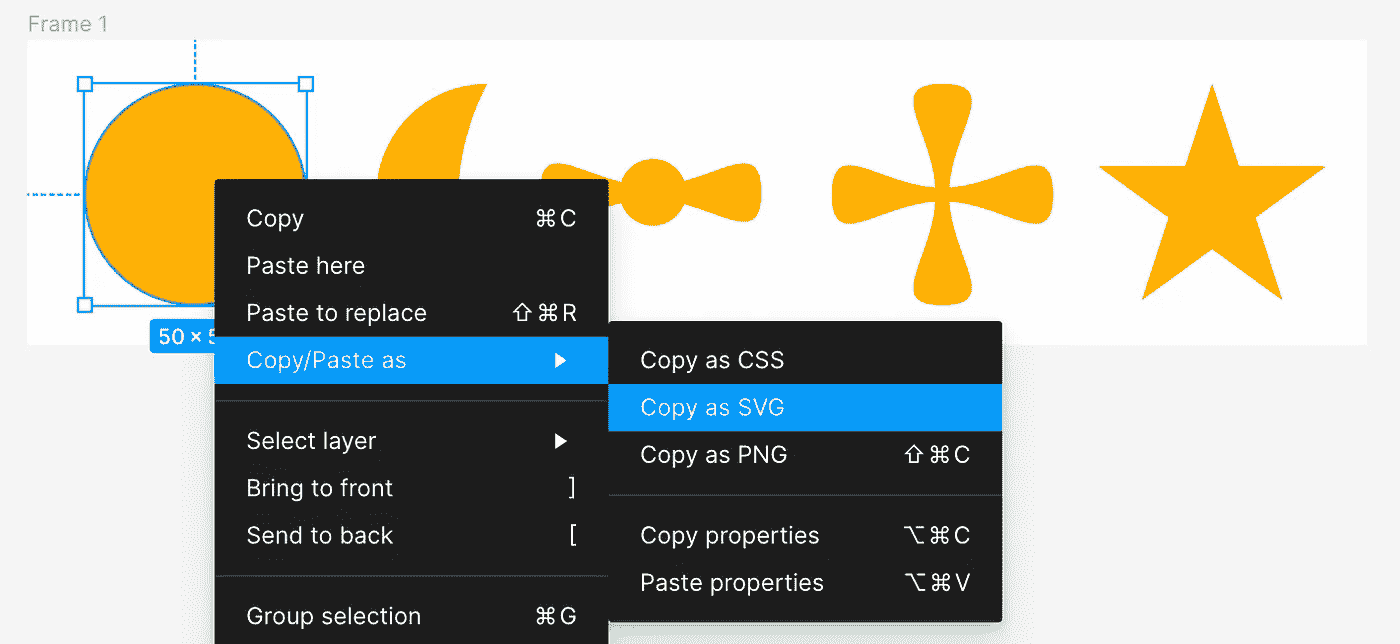 Frame 1
Copy ⌘C
Paste here
Paste to replace ⇧⌘R
50 ×
Copy/Paste as ▶
Copy as CSS
Copy as SVG
Copy as PNG ⇧⌘C
Select layer ▶
Bring to front ]
Send to back [
Copy properties ⌥⌘C
Paste properties ⌥⌘V
Group selection ⌘G